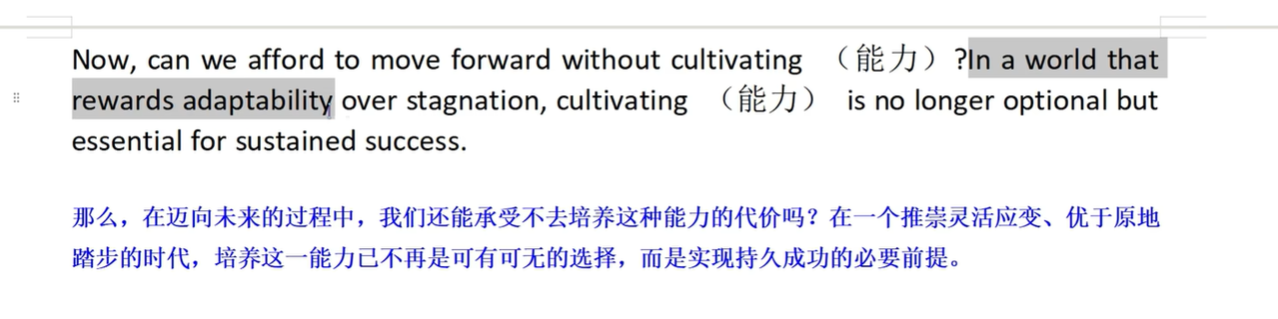 Now, can we afford to move forward without cultivating （能力）?In a world that
rewards adaptability over stagnation, cultivating （能力） is no longer optional but
essential for sustained success.
那么，在迈向未来的过程中，我们还能承受不去培养这种能力的代价吗？在一个推崇灵活应变、优于原地
踏步的时代，培养这一能力已不再是可有可无的选择，而是实现持久成功的必要前提。